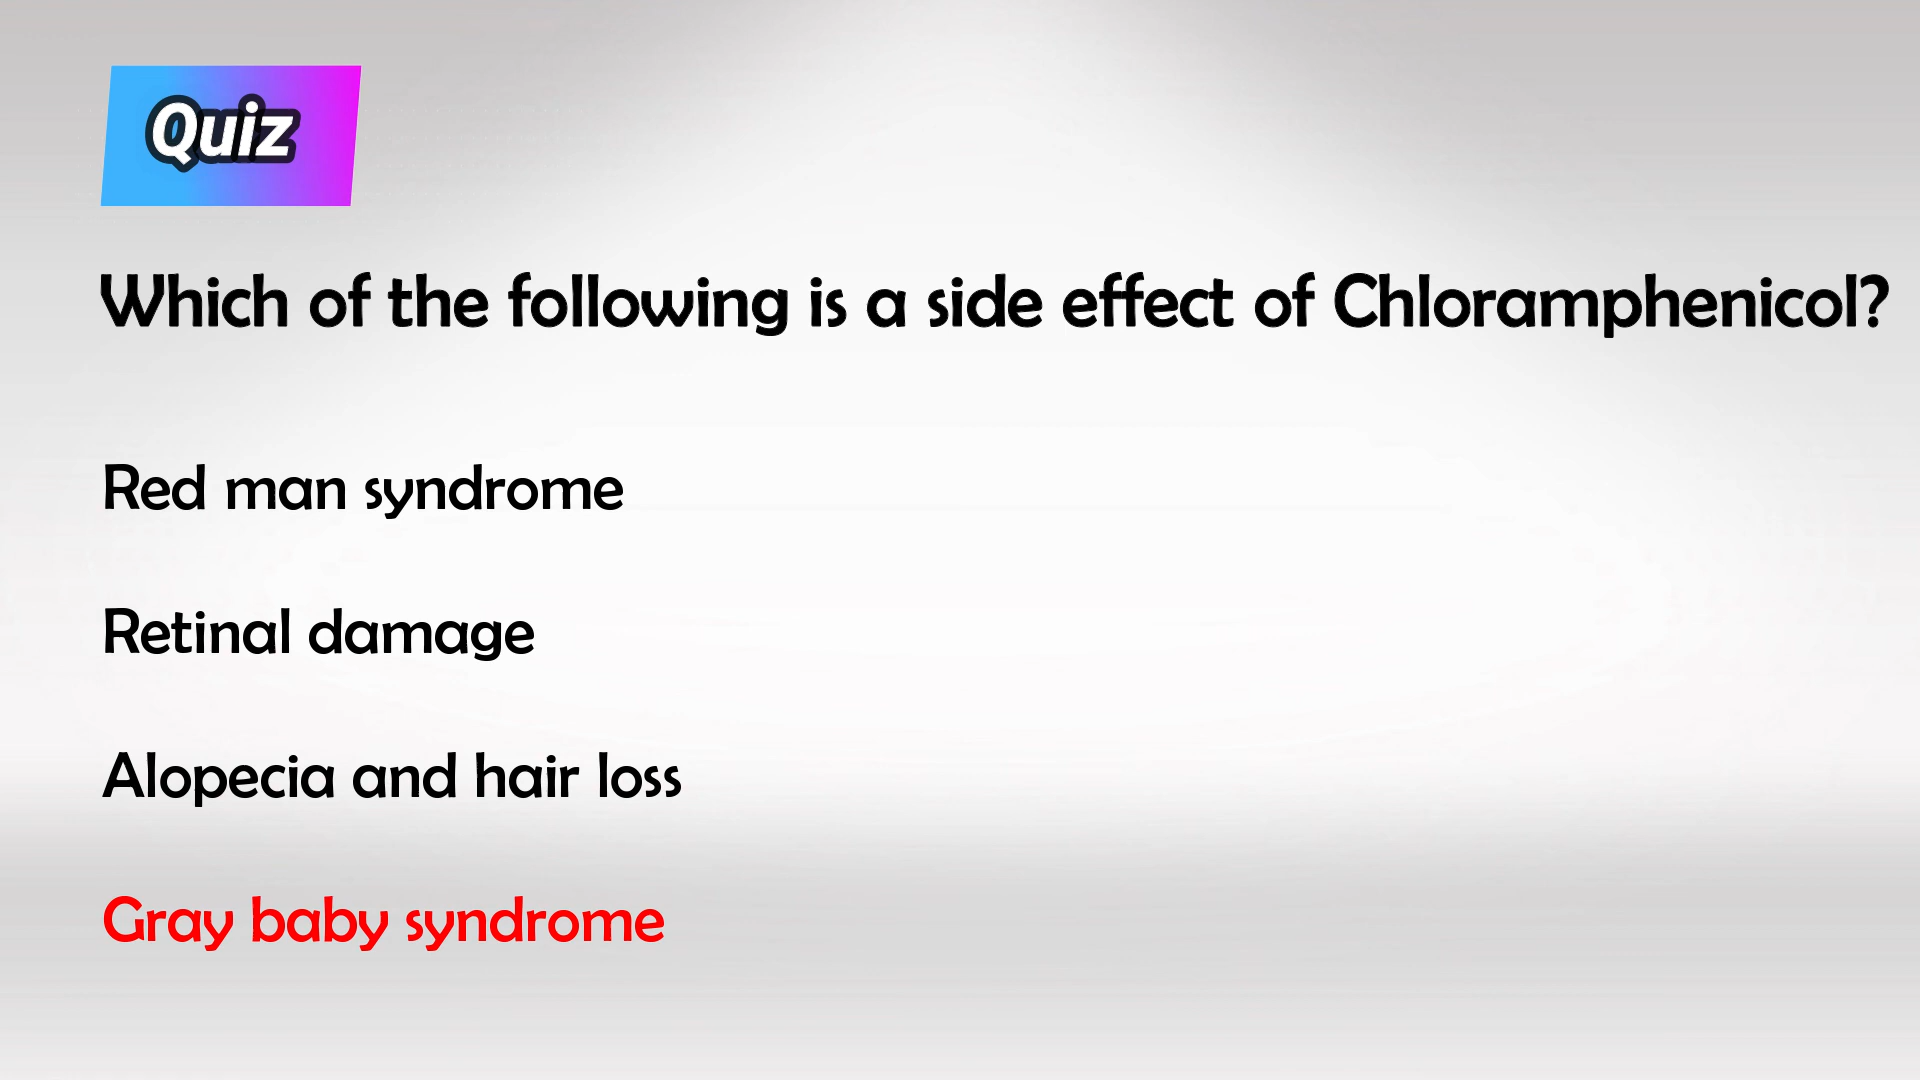 Quiz
Which of the following is a side effect of Chloramphenicol?
Red man syndrome
Retinal damage
Alopecia and hair loss
Gray baby syndrome